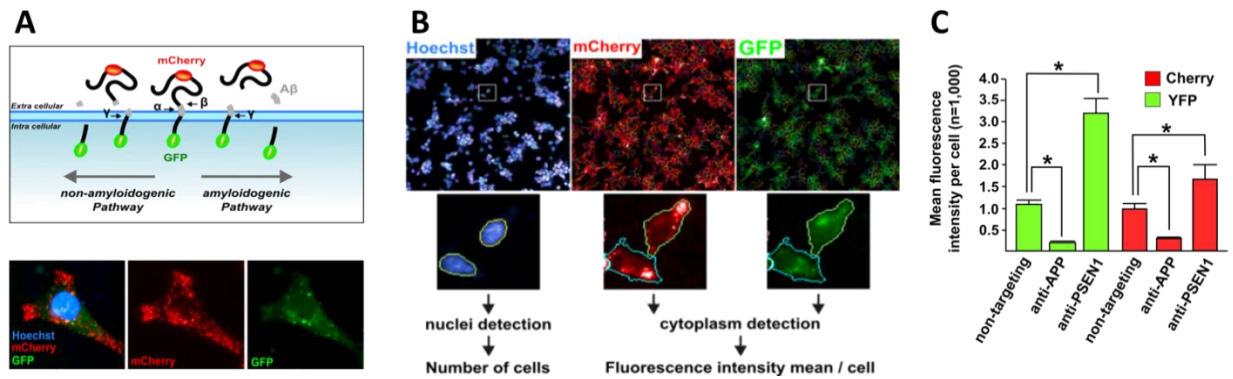 A
mCherry
Aβ
Extra cellular
α
β
γ
γ
Intra cellular
GFP
non-amyloidogenic
Pathway
amyloidogenic
Pathway
Hoechst
mCherry
GFP
mCherry
GFP
B
Hoechst
mCherry
GFP
nuclei detection
cytoplasm detection
Number of cells
Fluorescence intensity mean / cell
C
Mean fluorescence
intensity per cell (n=1,000)
4.0
3.5
3.0
2.5
2.0
1.5
1.0
0.5
*
*
*
*
Cherry
YFP
non-targeting
anti-APP
anti-PSEN1
non-targeting
anti-APP
anti-PSEN1